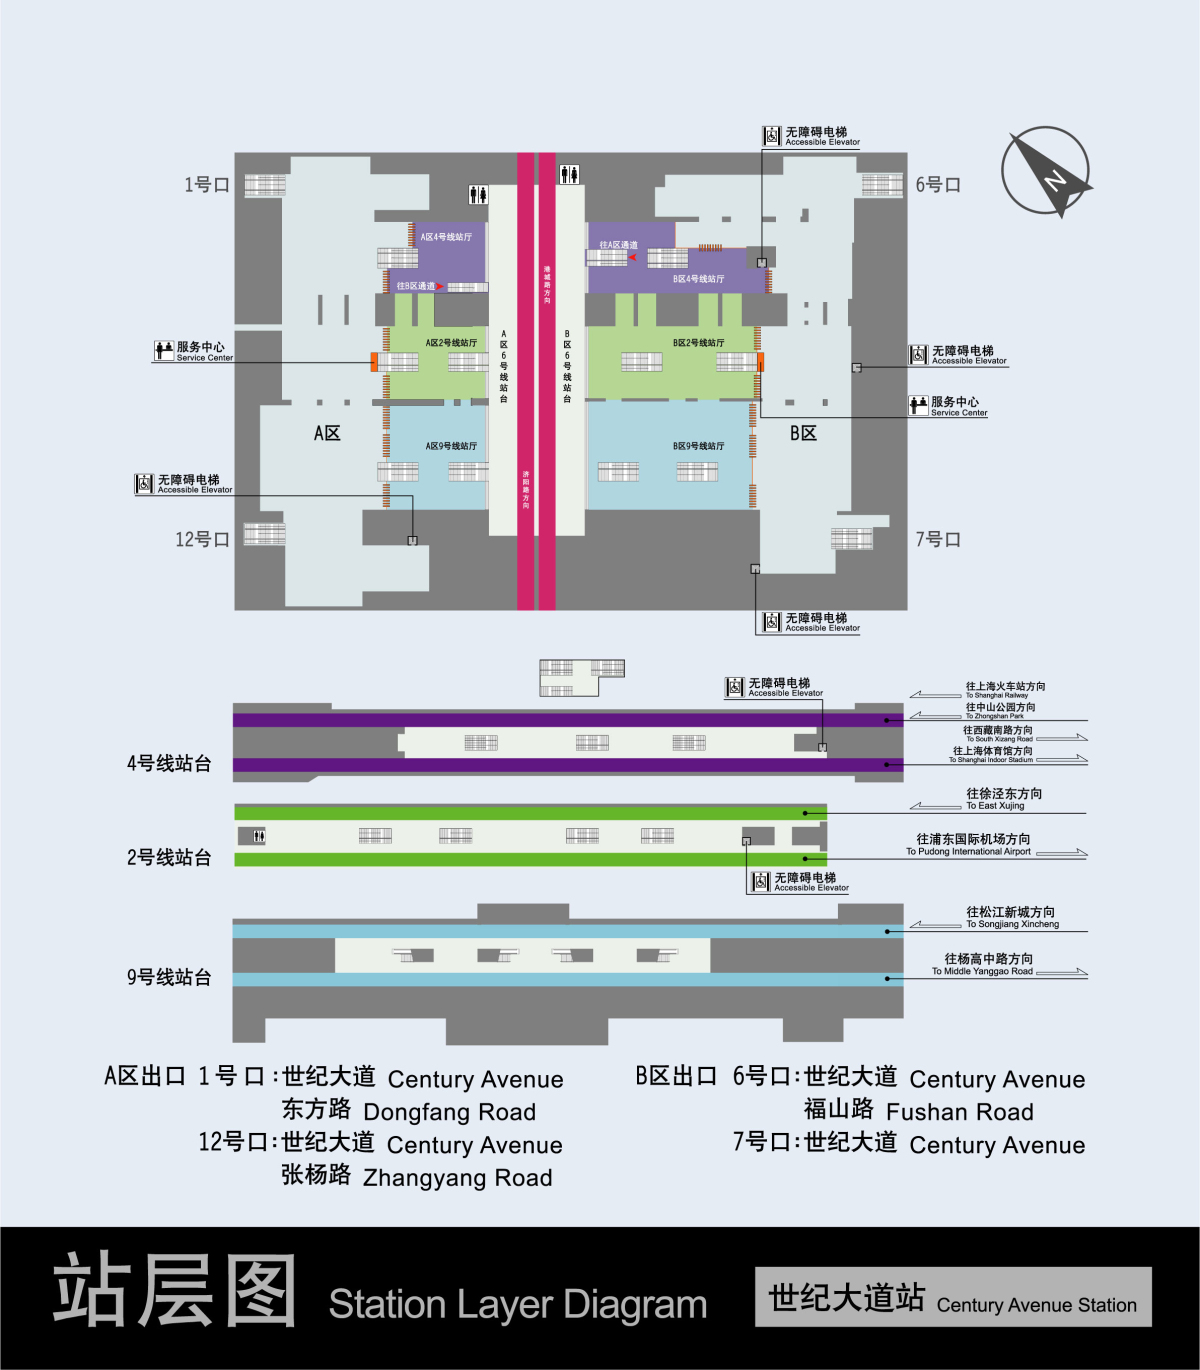 无障碍电梯
Accessible Elevator
1号口
6号口
N
A区4号线站厅
往B区通道
往A区通道
B区4号线站厅
港城路方向
A区6号线站台
B区6号线站台
济阳路方向
服务中心
Service Center
A区2号线站厅
B区2号线站厅
无障碍电梯
Accessible Elevator
服务中心
Service Center
A区
A区9号线站厅
B区9号线站厅
B区
无障碍电梯
Accessible Elevator
12号口
7号口
无障碍电梯
Accessible Elevator
无障碍电梯
Accessible Elevator
往上海火车站方向
To Shanghai Railway
往中山公园方向
To Zhongshan Park
往西藏南路方向
To South Xizang Road
往上海体育馆方向
To Shanghai Indoor Stadium
4号线站台
往徐泾东方向
To East Xujing
往浦东国际机场方向
To Pudong International Airport
2号线站台
无障碍电梯
Accessible Elevator
往松江新城方向
To Songjiang Xincheng
往杨高中路方向
To Middle Yanggao Road
9号线站台
A区出口 1号口:世纪大道 Century Avenue
东方路 Dongfang Road
12号口:世纪大道 Century Avenue
张杨路 Zhangyang Road
B区出口 6号口:世纪大道 Century Avenue
福山路 Fushan Road
7号口:世纪大道 Century Avenue
站层图 Station Layer Diagram
世纪大道站 Century Avenue Station